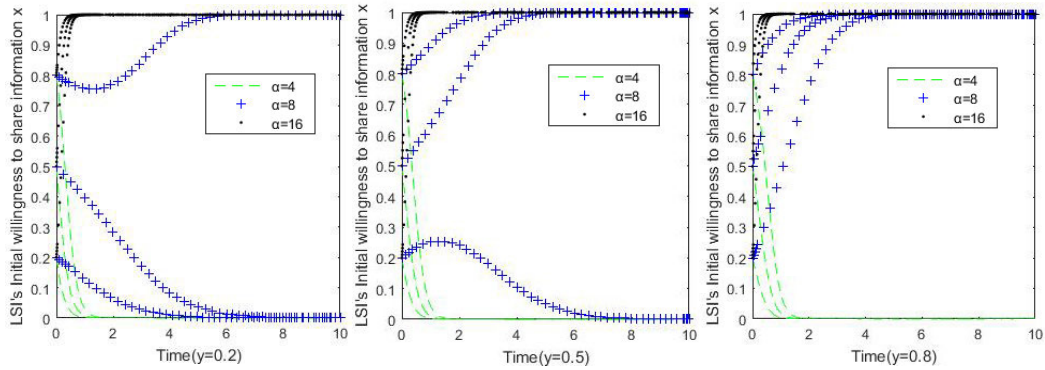 LSI's Initial willingness to share information x
1
0.9
0.8
0.7
0.6
0.5
0.4
0.3
0.2
0.1
0
α=4
α=8
α=16
0 2 4 6 8 10
Time(y=0.2)
LSI's Initial willingness to share information x
1
0.9
0.8
0.7
0.6
0.5
0.4
0.3
0.2
0.1
0
α=4
α=8
α=16
0 2 4 6 8 10
Time(y=0.5)
LSI's Initial willingness to share information x
1
0.9
0.8
0.7
0.6
0.5
0.4
0.3
0.2
0.1
0
α=4
α=8
α=16
0 2 4 6 8 10
Time(y=0.8)